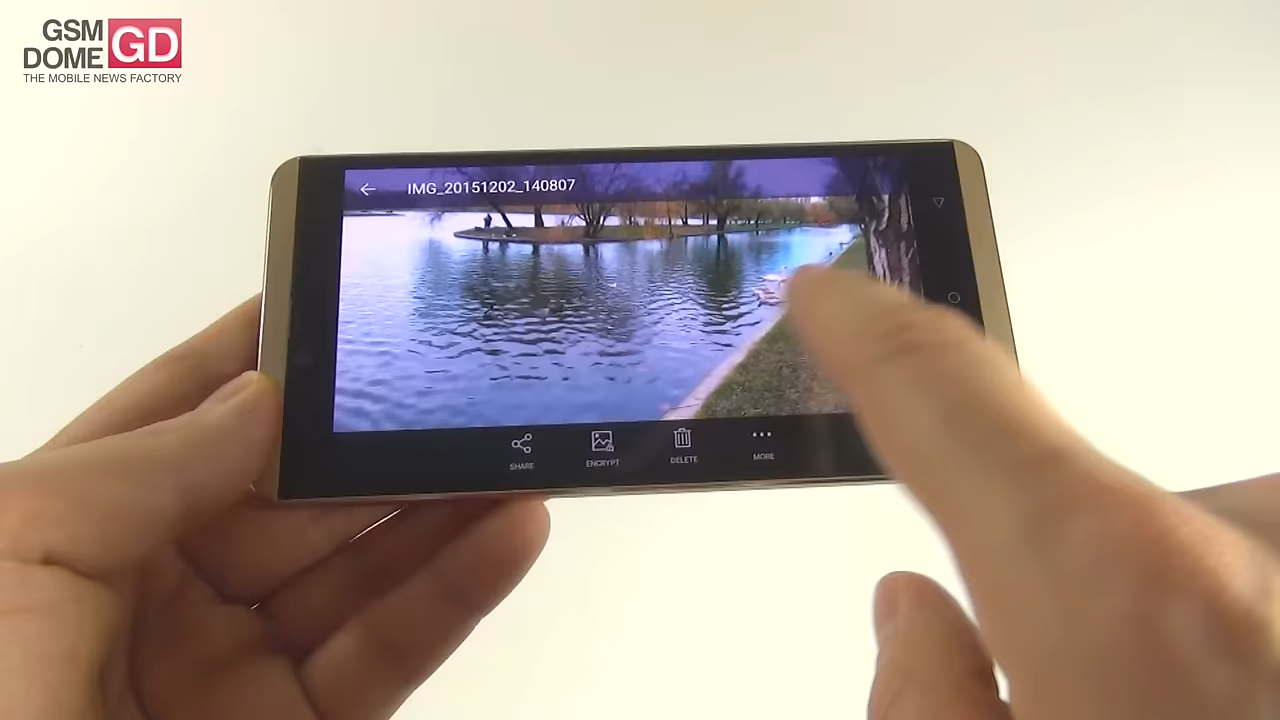 GSM
DOME GD
THE MOBILE NEWS FACTORY
IMG_20151202_140807
SHARE
ENCRYPT
DELETE
MORE